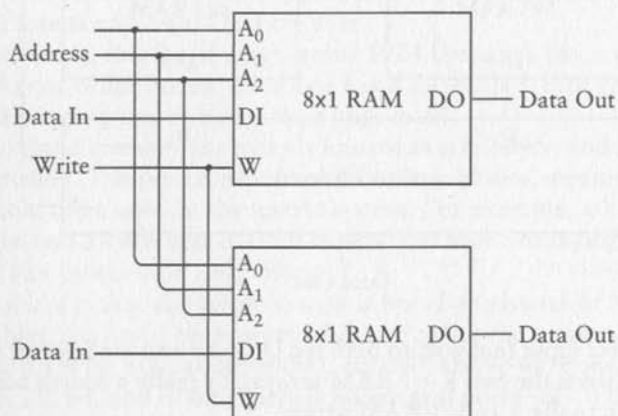 A0
Address A1
A2
8x1 RAM DO Data Out
Data In DI
Write W
A0
A1
A2
8x1 RAM DO Data Out
Data In DI
W